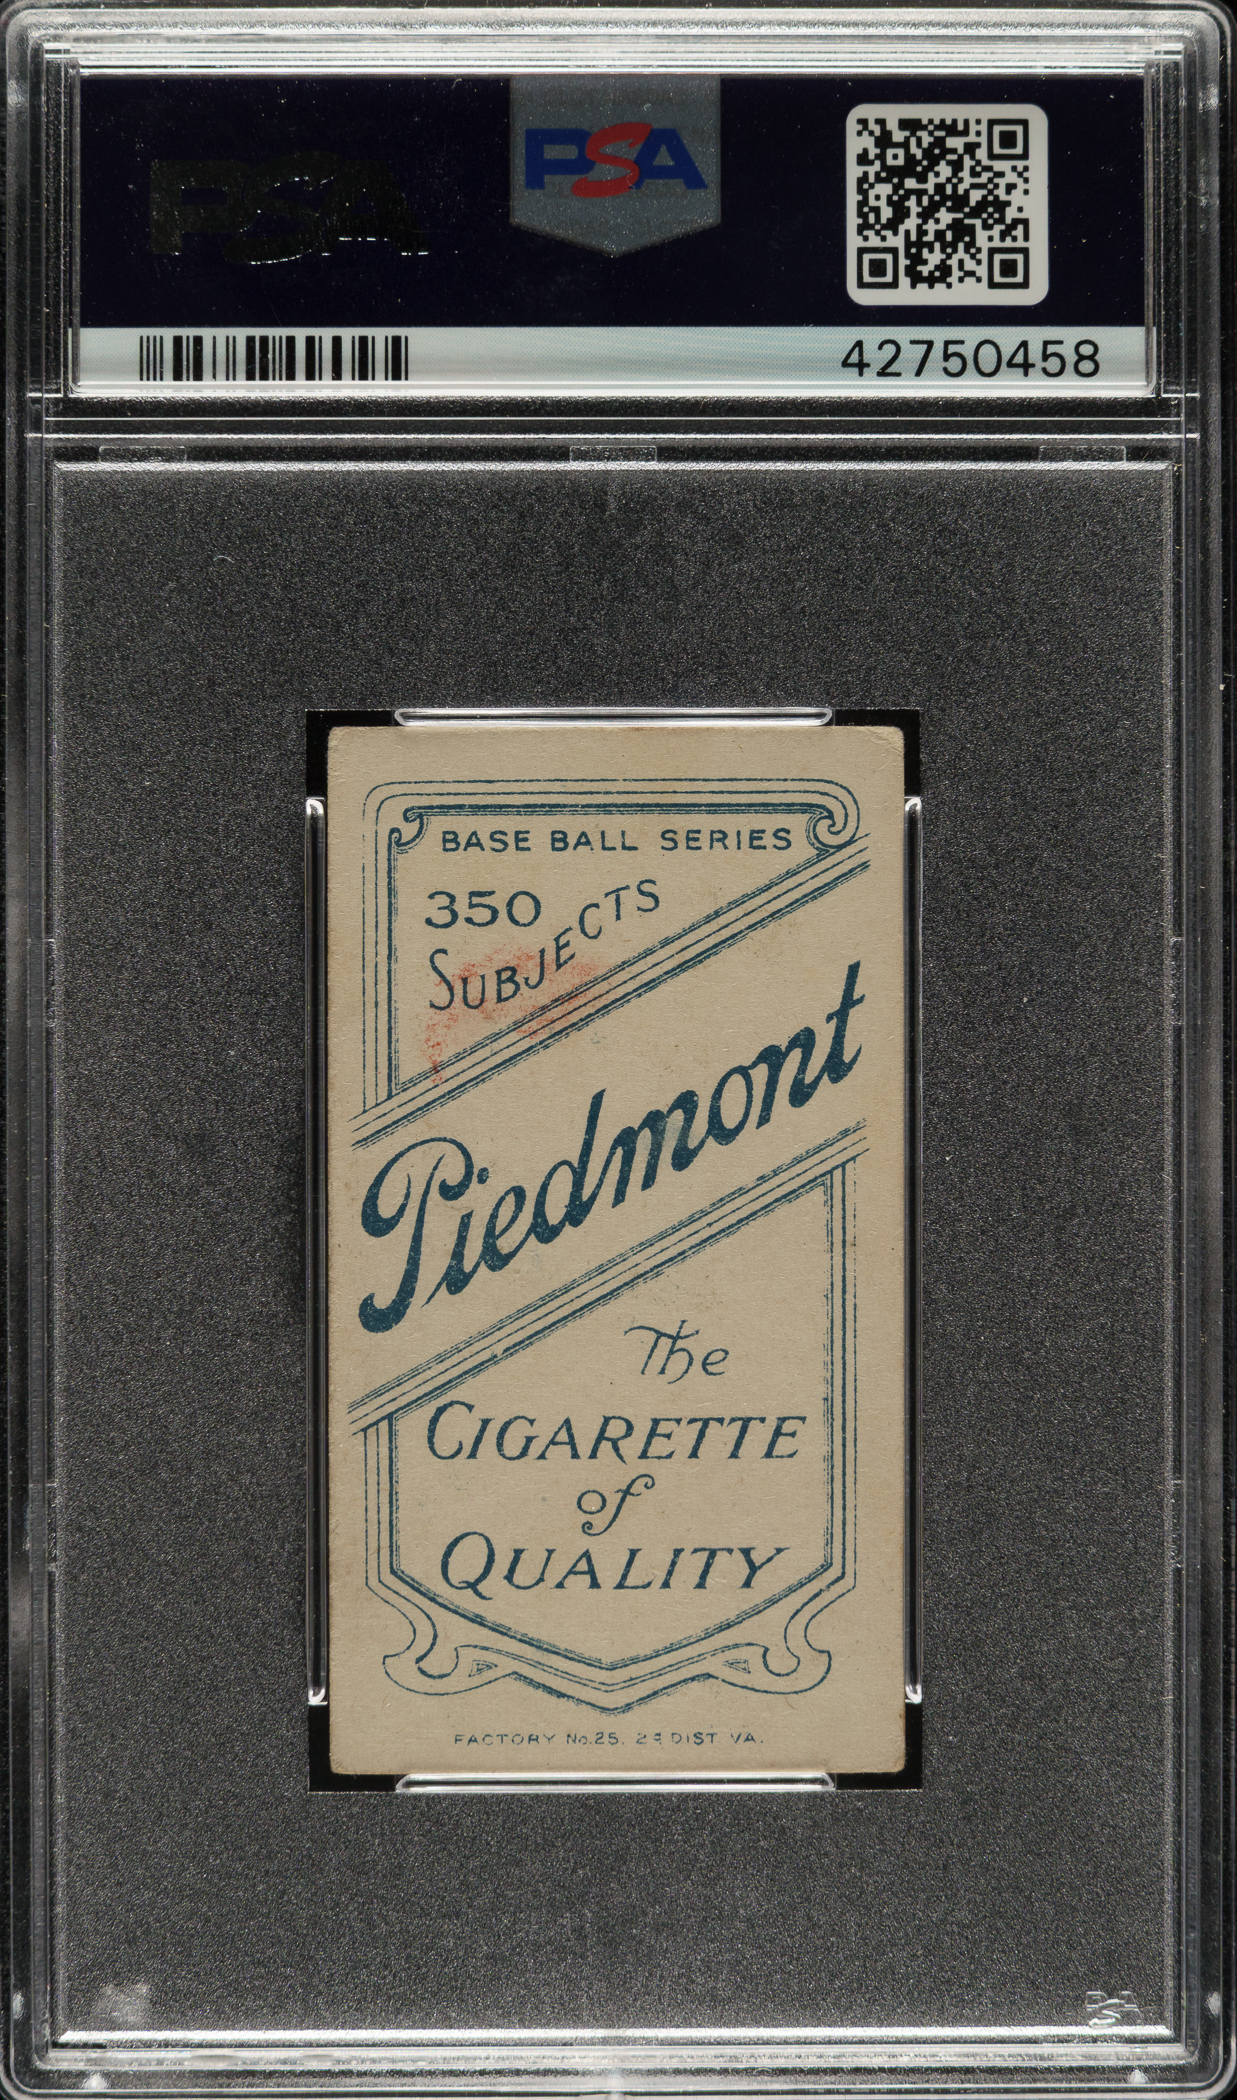 PSA
PSA
42750458
BASE BALL SERIES
350
SUBJECTS
Piedmont
The
CIGARETTE
of
QUALITY
FACTORY No.25, 2ⁿᵈ DIST VA.
PSA